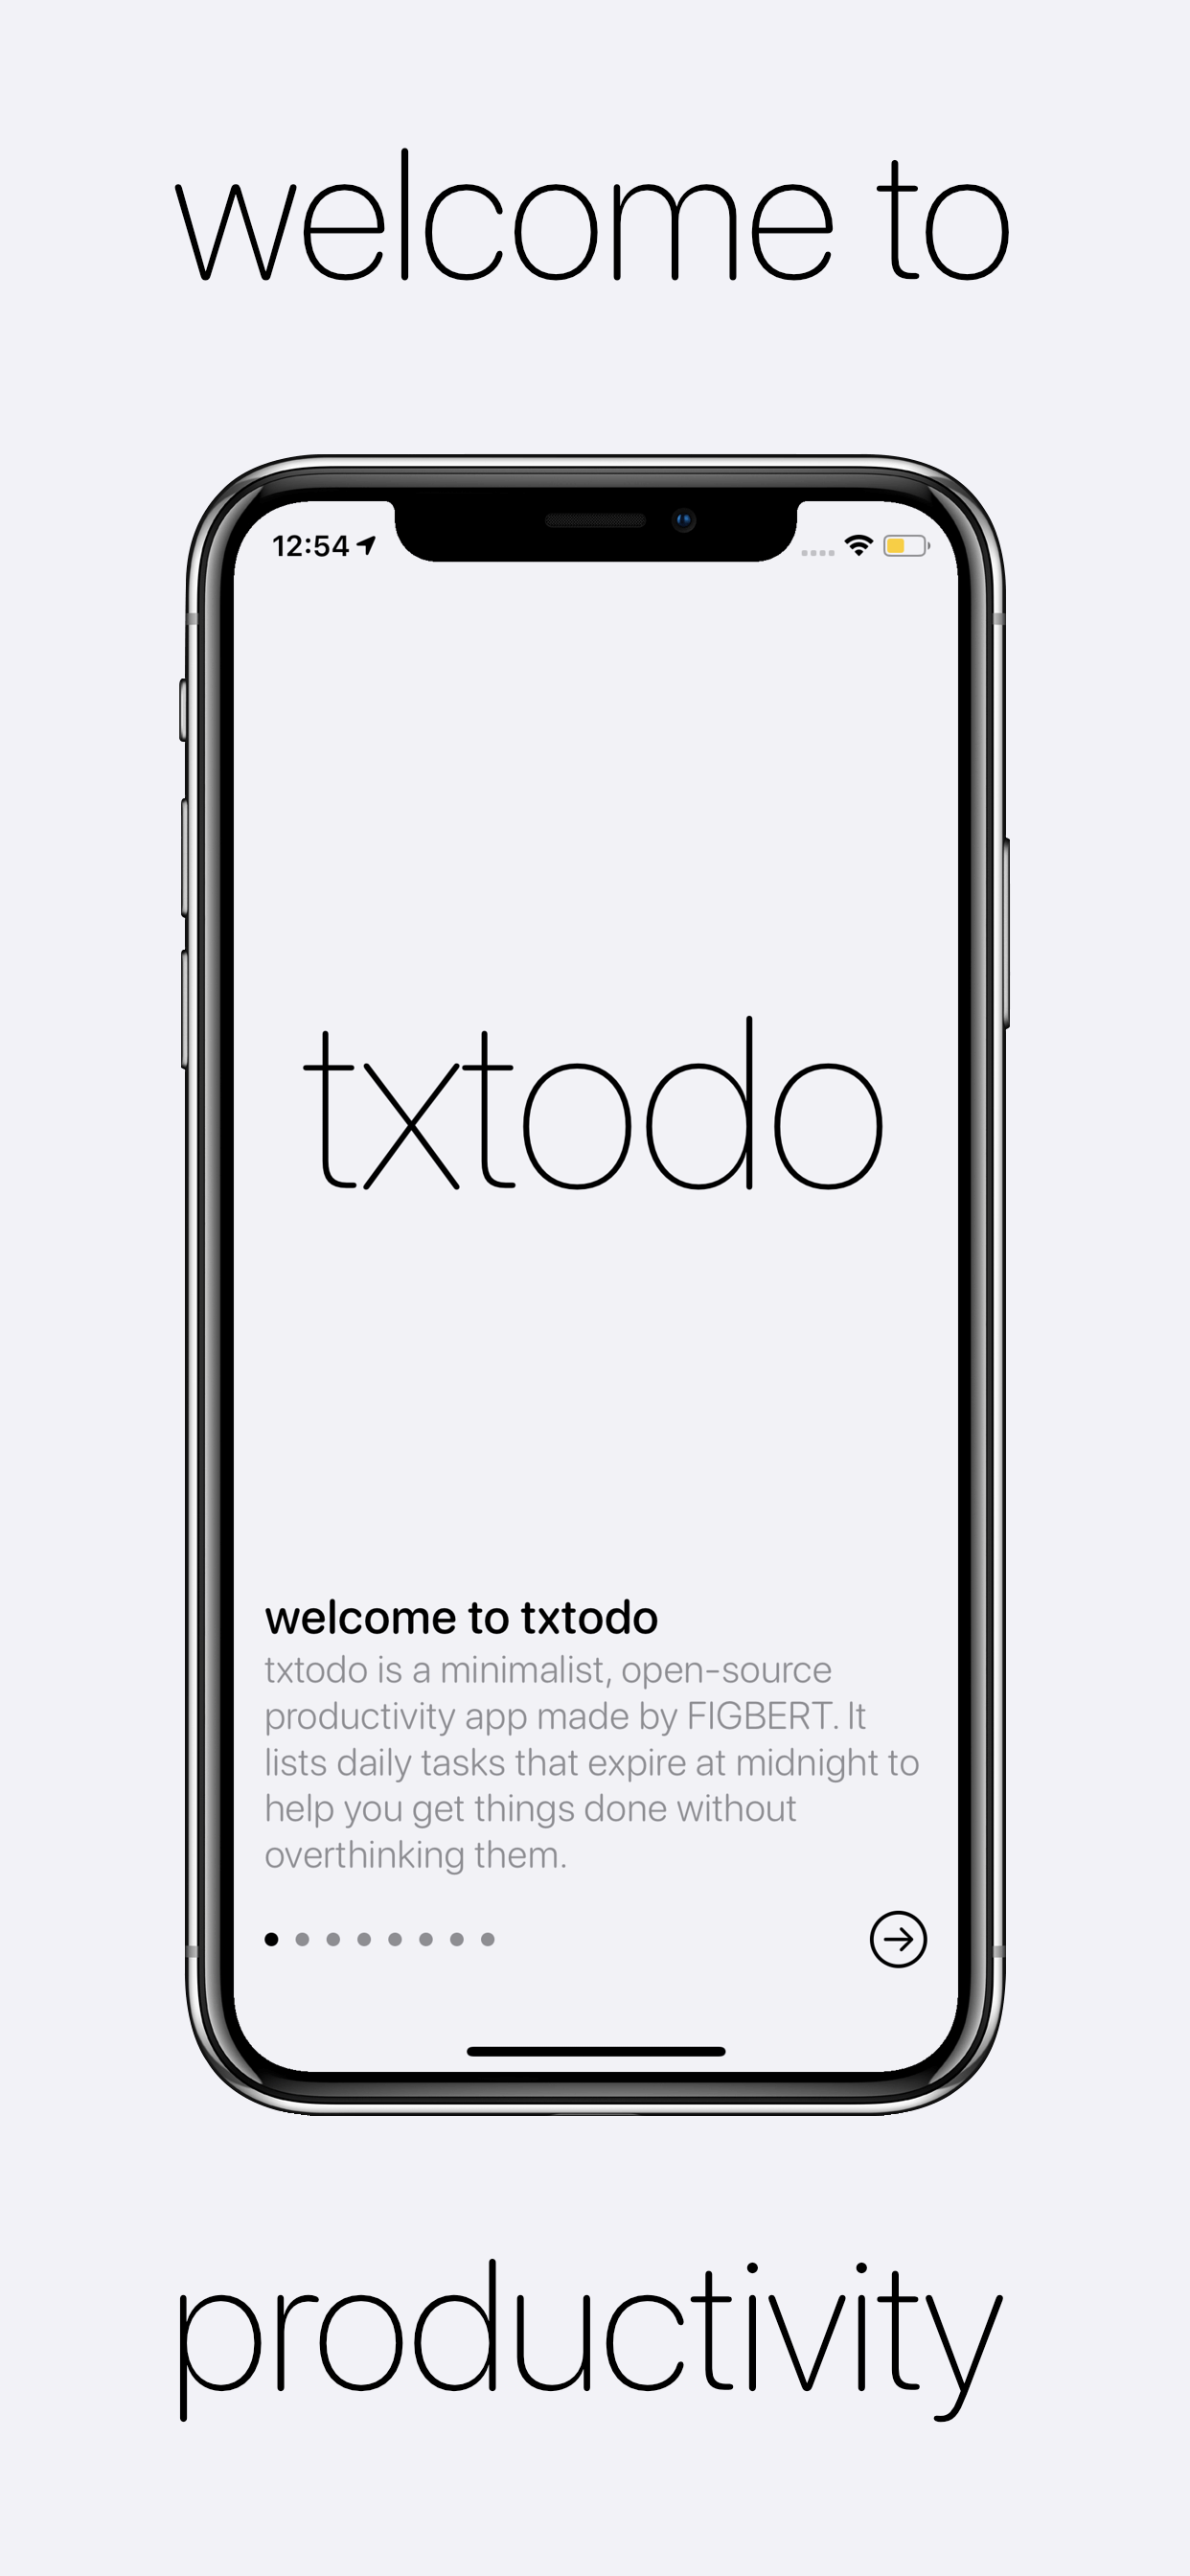 welcome to
12:54
txtodo
welcome to txtodo
txtodo is a minimalist, open-source
productivity app made by FIGBERT. It
lists daily tasks that expire at midnight to
help you get things done without
overthinking them.
productivity